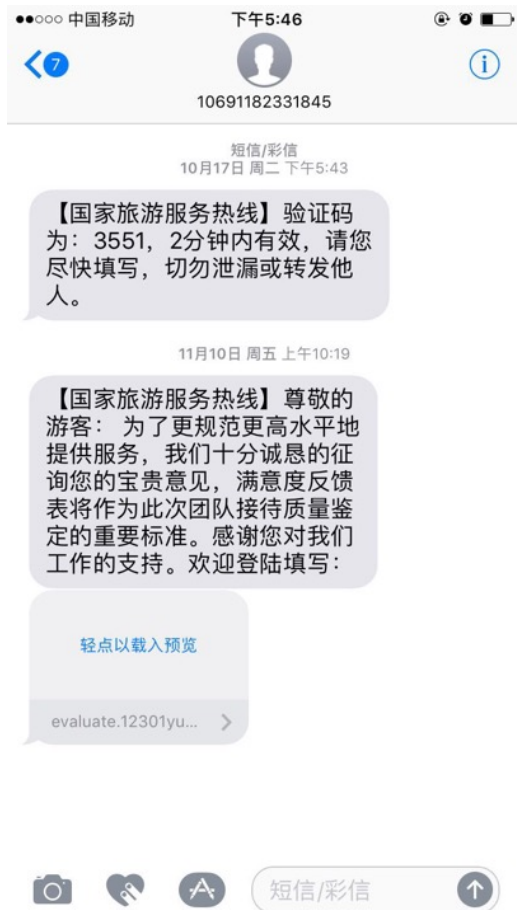 中国移动 下午5:46
7
10691182331845
短信/彩信
10月17日 周二 下午5:43
【国家旅游服务热线】验证码
为：3551，2分钟内有效，请您
尽快填写，切勿泄漏或转发他
人。
11月10日 周五 上午10:19
【国家旅游服务热线】尊敬的
游客： 为了更规范更高水平地
提供服务，我们十分诚恳的征
询您的宝贵意见，满意度反馈
表将作为此次团队接待质量鉴
定的重要标准。感谢您对我们
工作的支持。欢迎登陆填写：
轻点以载入预览
evaluate.12301yu...
短信/彩信